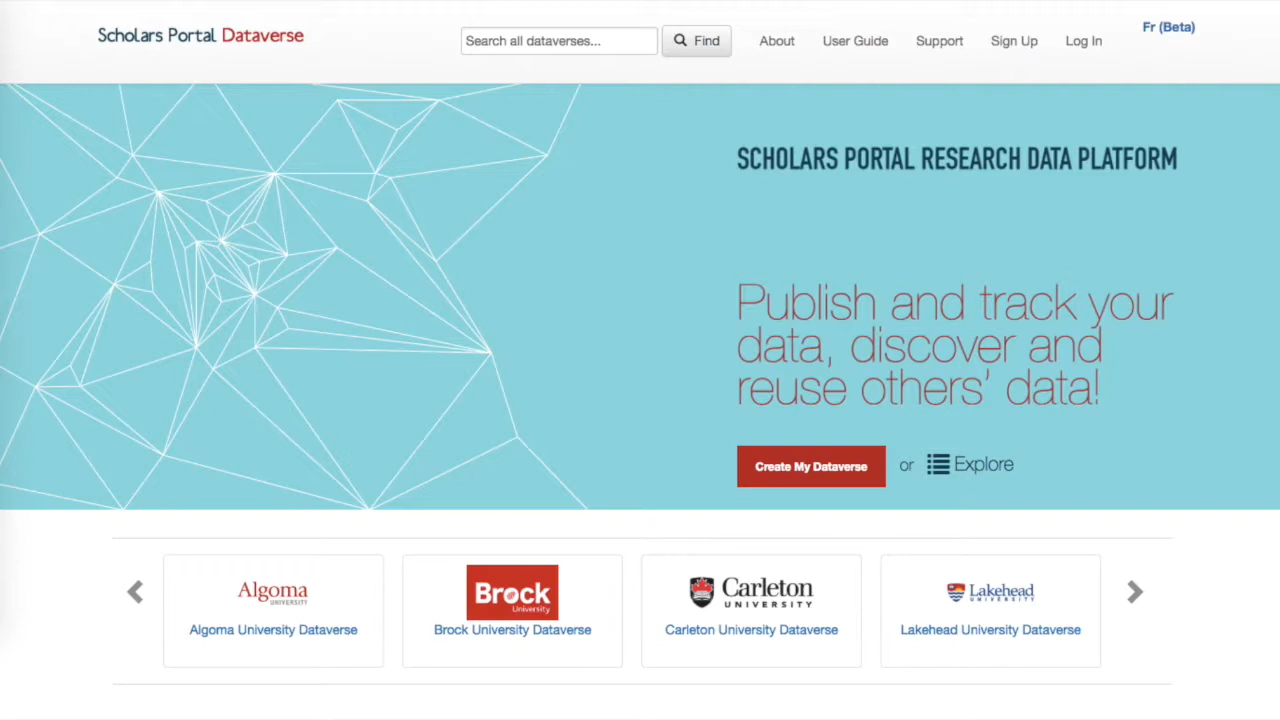 Scholars Portal Dataverse
Search all dataverses...
Find
About
User Guide
Support
Sign Up
Log In
Fr (Beta)
SCHOLARS PORTAL RESEARCH DATA PLATFORM
Publish and track your
data, discover and
reuse others' data!
Create My Dataverse
or
Explore
Algoma
UNIVERSITY
Algoma University Dataverse
Brock
University
Brock University Dataverse
Carleton
UNIVERSITY
Carleton University Dataverse
Lakehead
UNIVERSITY
Lakehead University Dataverse